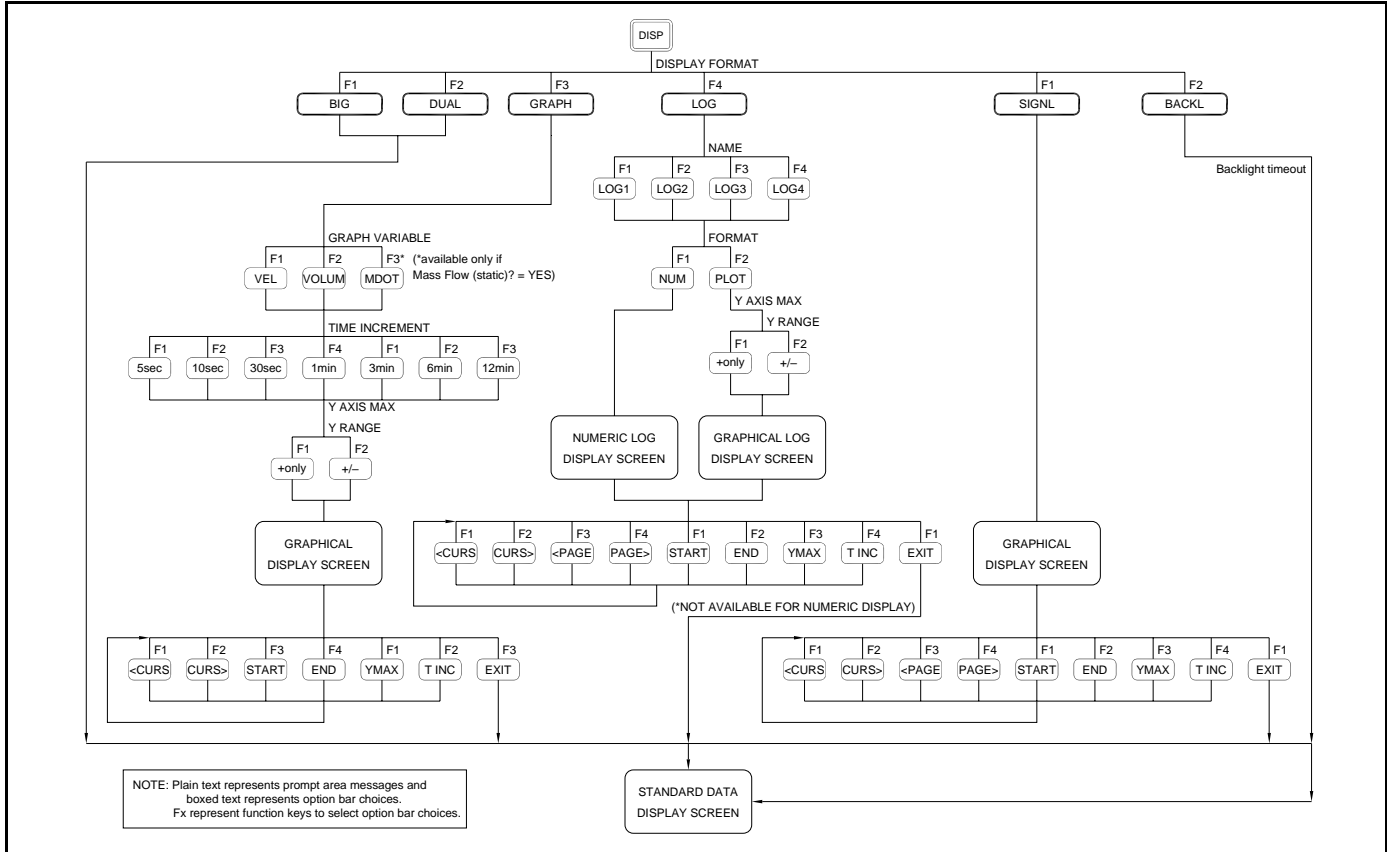 DISP
DISPLAY FORMAT
F1 F2 F3 F4 F1 F2
BIG DUAL GRAPH LOG SIGNL BACKL
NAME
F1 F2 F3 F4
LOG1 LOG2 LOG3 LOG4
Backlight timeout
GRAPH VARIABLE
F1 F2 F3* (*available only if
VEL VOLUM MDOT Mass Flow (static)? = YES)
FORMAT
F1 F2
NUM PLOT
Y AXIS MAX
Y RANGE
F1 F2
+only +/–
TIME INCREMENT
F1 F2 F3 F4 F1 F2 F3
5sec 10sec 30sec 1min 3min 6min 12min
Y AXIS MAX
Y RANGE
F1 F2
+only +/–
NUMERIC LOG
DISPLAY SCREEN
GRAPHICAL LOG
DISPLAY SCREEN
GRAPHICAL
DISPLAY SCREEN
F1 F2 F3 F4 F1 F2 F3 F4 F1
<CURS CURS> <PAGE PAGE> START END YMAX T INC EXIT
(*NOT AVAILABLE FOR NUMERIC DISPLAY)
GRAPHICAL
DISPLAY SCREEN
F1 F2 F3 F4 F1 F2 F3
<CURS CURS> START END YMAX T INC EXIT
F1 F2 F3 F4 F1 F2 F3 F4 F1
<CURS CURS> <PAGE PAGE> START END YMAX T INC EXIT
NOTE: Plain text represents prompt area messages and
boxed text represents option bar choices.
Fx represent function keys to select option bar choices.
STANDARD DATA
DISPLAY SCREEN